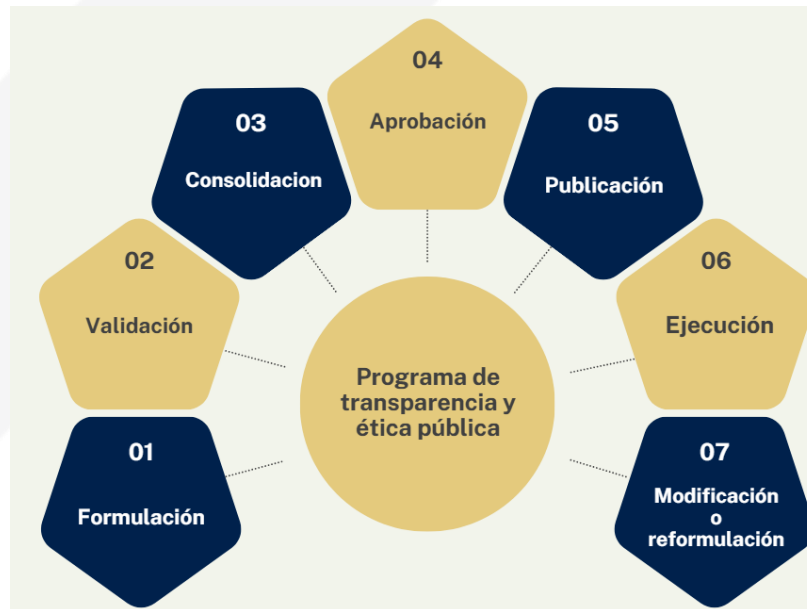 04
Aprobación
03
Consolidacion
05
Publicación
02
Validación
06
Ejecución
Programa de
transparencia y
ética pública
01
Formulación
07
Modificación
o
reformulación